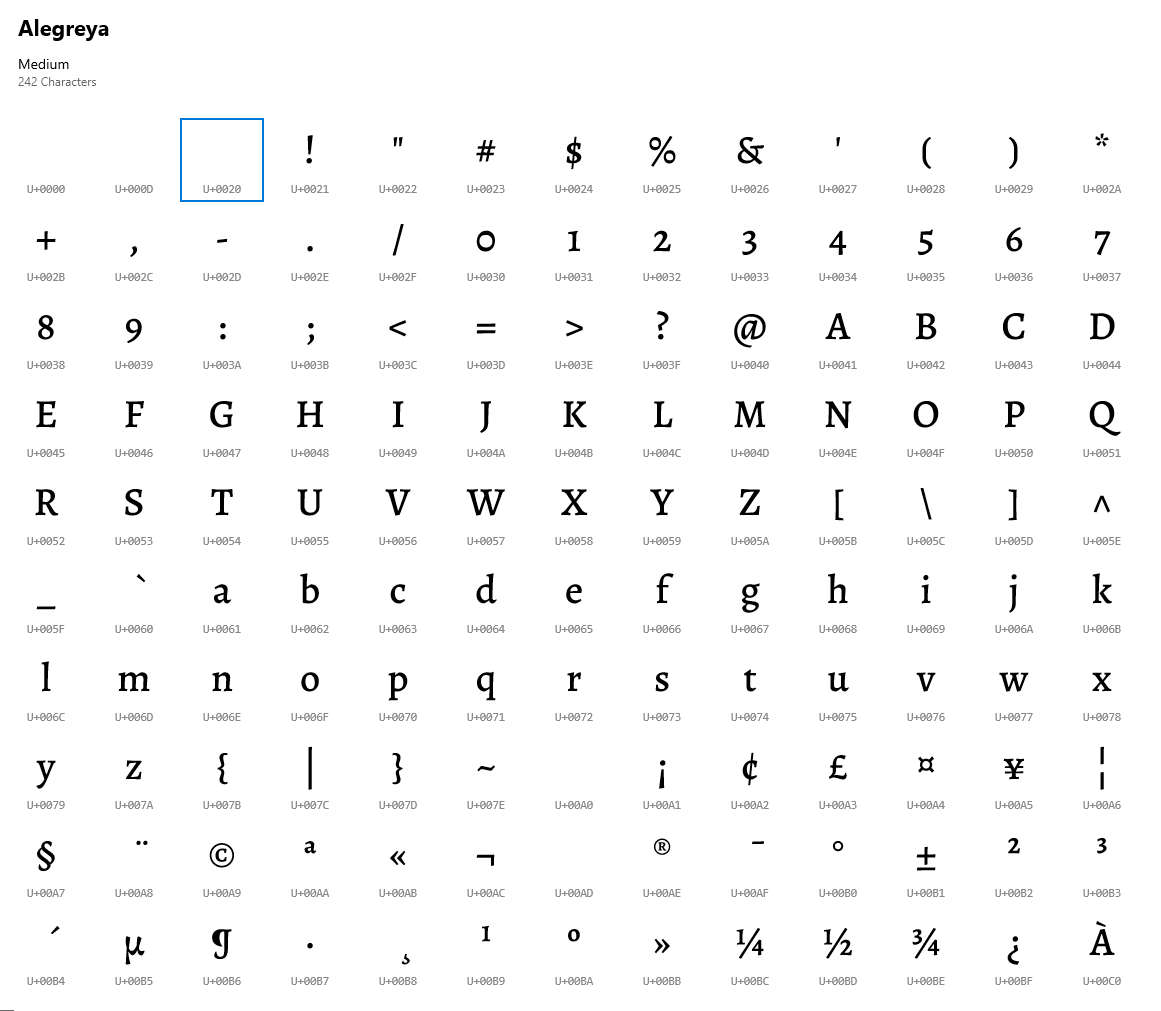 Alegreya
Medium
242 Characters
! " # $ % & ' ( ) *
U+0000 U+000D U+0020 U+0021 U+0022 U+0023 U+0024 U+0025 U+0026 U+0027 U+0028 U+0029 U+002A
+ , - . / 0 1 2 3 4 5 6 7
U+002B U+002C U+002D U+002E U+002F U+0030 U+0031 U+0032 U+0033 U+0034 U+0035 U+0036 U+0037
8 9 : ; < = > ? @ A B C D
U+0038 U+0039 U+003A U+003B U+003C U+003D U+003E U+003F U+0040 U+0041 U+0042 U+0043 U+0044
E F G H I J K L M N O P Q
U+0045 U+0046 U+0047 U+0048 U+0049 U+004A U+004B U+004C U+004D U+004E U+004F U+0050 U+0051
R S T U V W X Y Z [ \ ] ^
U+0052 U+0053 U+0054 U+0055 U+0056 U+0057 U+0058 U+0059 U+005A U+005B U+005C U+005D U+005E
_ ` a b c d e f g h i j k
U+005F U+0060 U+0061 U+0062 U+0063 U+0064 U+0065 U+0066 U+0067 U+0068 U+0069 U+006A U+006B
l m n o p q r s t u v w x
U+006C U+006D U+006E U+006F U+0070 U+0071 U+0072 U+0073 U+0074 U+0075 U+0076 U+0077 U+0078
y z { | } ~ ¡ ¢ £ ¤ ¥ ¦
U+0079 U+007A U+007B U+007C U+007D U+007E U+00A0 U+00A1 U+00A2 U+00A3 U+00A4 U+00A5 U+00A6
§ ¨ © ª « ¬ ® ¯ ° ± ² ³
U+00A7 U+00A8 U+00A9 U+00AA U+00AB U+00AC U+00AD U+00AE U+00AF U+00B0 U+00B1 U+00B2 U+00B3
´ µ ¶ · ¸ ¹ º » ¼ ½ ¾ ¿ À
U+00B4 U+00B5 U+00B6 U+00B7 U+00B8 U+00B9 U+00BA U+00BB U+00BC U+00BD U+00BE U+00BF U+00C0